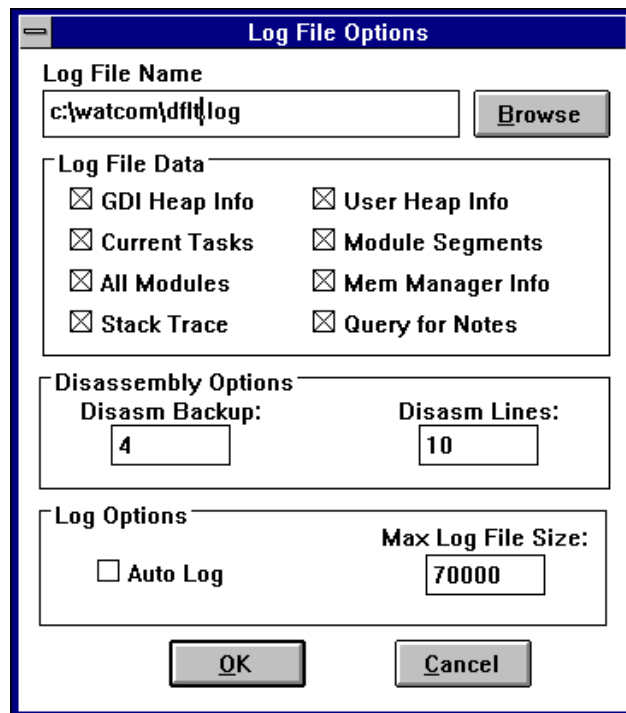 Log File Options
Log File Name
c:\watcom\dflt.log
Browse
Log File Data
GDI Heap Info
User Heap Info
Current Tasks
Module Segments
All Modules
Mem Manager Info
Stack Trace
Query for Notes
Disassembly Options
Disasm Backup:
Disasm Lines:
4
10
Log Options
Max Log File Size:
Auto Log
70000
OK
Cancel